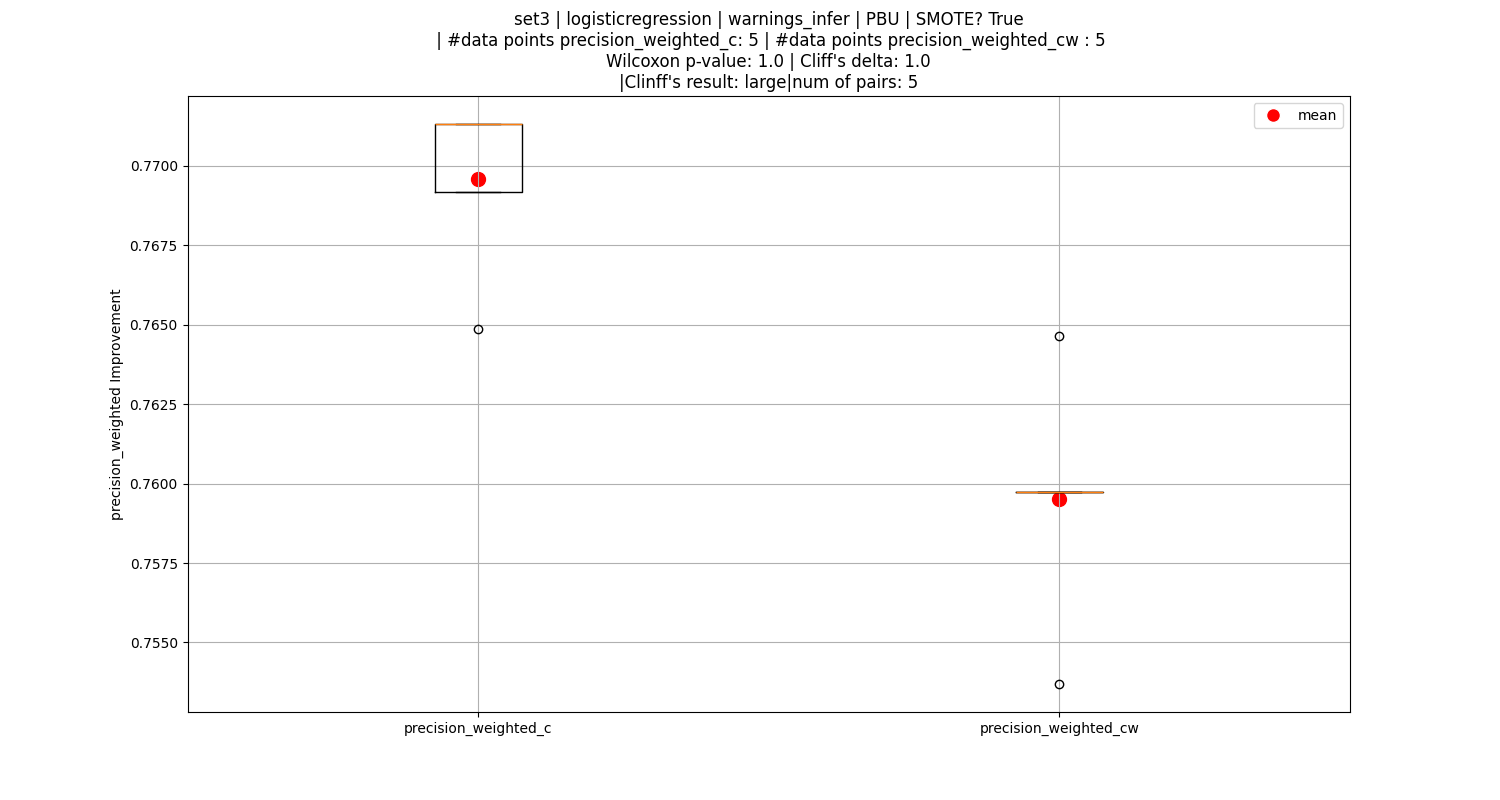 set3 | logisticregression | warnings_infer | PBU | SMOTE? True
| #data points precision_weighted_c: 5 | #data points precision_weighted_cw : 5
Wilcoxon p-value: 1.0 | Cliff's delta: 1.0
|Clinff's result: large|num of pairs: 5
mean
0.7700
0.7675
0.7650
0.7625
0.7600
0.7575
0.7550
precision_weighted Improvement
precision_weighted_c
precision_weighted_cw